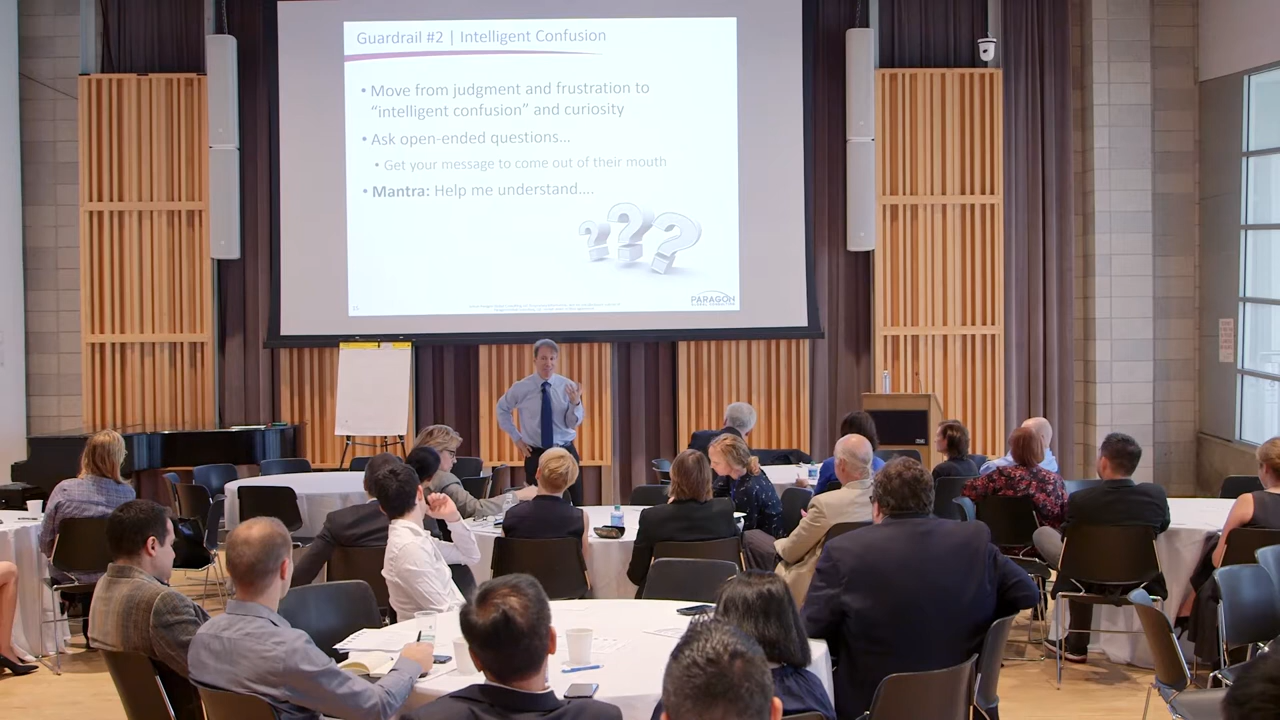 Guardrail #2 | Intelligent Confusion
• Move from judgment and frustration to
“intelligent confusion” and curiosity
• Ask open-ended questions…
• Get your message to come out of their mouth
• Mantra: Help me understand….
PARAGON